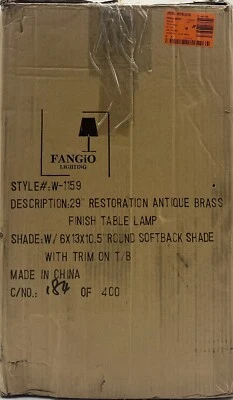 FANGiO
LIGHTING
STYLE#:W-1159
DESCRIPTION:29" RESTORATION ANTIQUE BRASS
FINISH TABLE LAMP
SHADE:W/ 6X13X10.5"ROUND SOFTBACK SHADE
WITH TRIM ON T/B
MADE IN CHINA
C/NO.: 184 OF 400